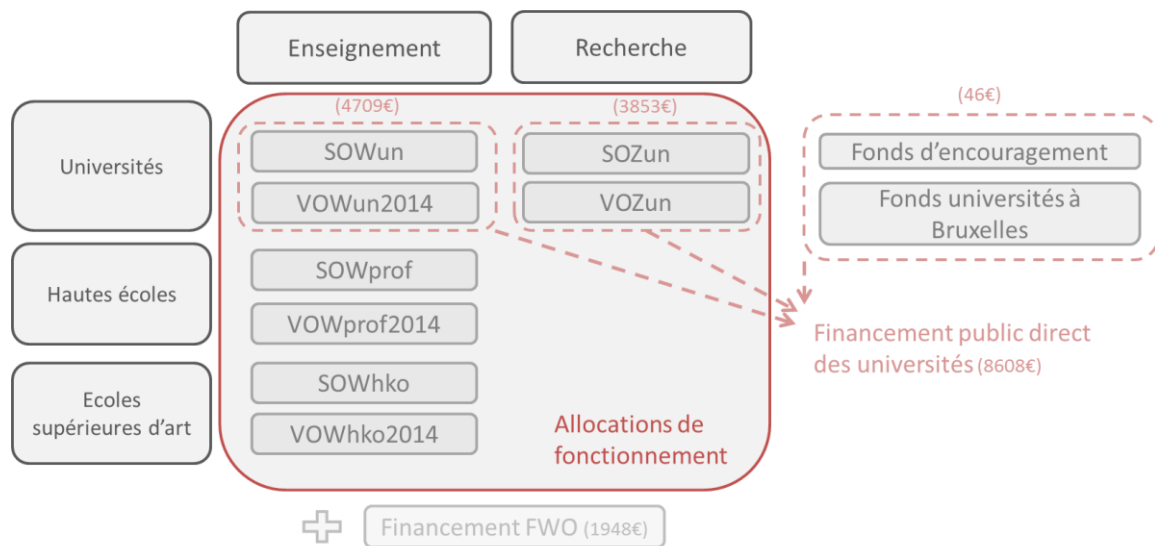 Enseignement
Recherche
(4709€)
(3853€)
(46€)
Universités
SOWun
SOZun
Fonds d'encouragement
VOWun2014
VOZun
Fonds universités à
Bruxelles
Hautes écoles
SOWprof
VOWprof2014
Financement public direct
des universités (8608€)
Ecoles
supérieures d'art
SOWhko
VOWhko2014
Allocations de
fonctionnement
Financement FWO (1948€)